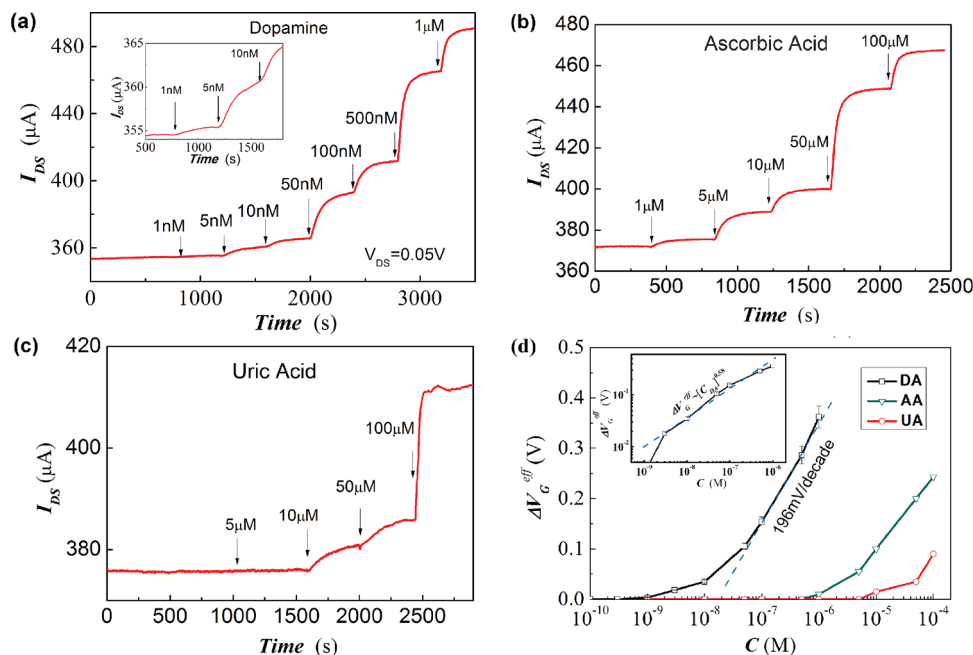 (a)
Dopamine
I_DS (μA)
480
440
400
360
0
1000
2000
3000
Time (s)
1nM
5nM
10nM
50nM
100nM
500nM
1μM
V_DS=0.05V
I_DS (μA)
365
360
355
500
1000
1500
Time (s)
1nM
5nM
10nM
(b)
Ascorbic Acid
I_DS (μA)
480
440
400
360
0
500
1000
1500
2000
2500
Time (s)
1μM
5μM
10μM
50μM
100μM
(c)
Uric Acid
I_DS (μA)
420
400
380
360
0
500
1000
1500
2000
2500
Time (s)
5μM
10μM
50μM
100μM
(d)
ΔV_G^eff (V)
0.5
0.4
0.3
0.2
0.1
0.0
10^-10
10^-9
10^-8
10^-7
10^-6
10^-5
10^-4
C (M)
DA
AA
UA
196mV/decade
ΔV_G^eff (V)
10^-1
10^-2
10^-9
10^-8
10^-7
10^-6
C (M)
ΔV_G^eff~[C_DA]^0.58